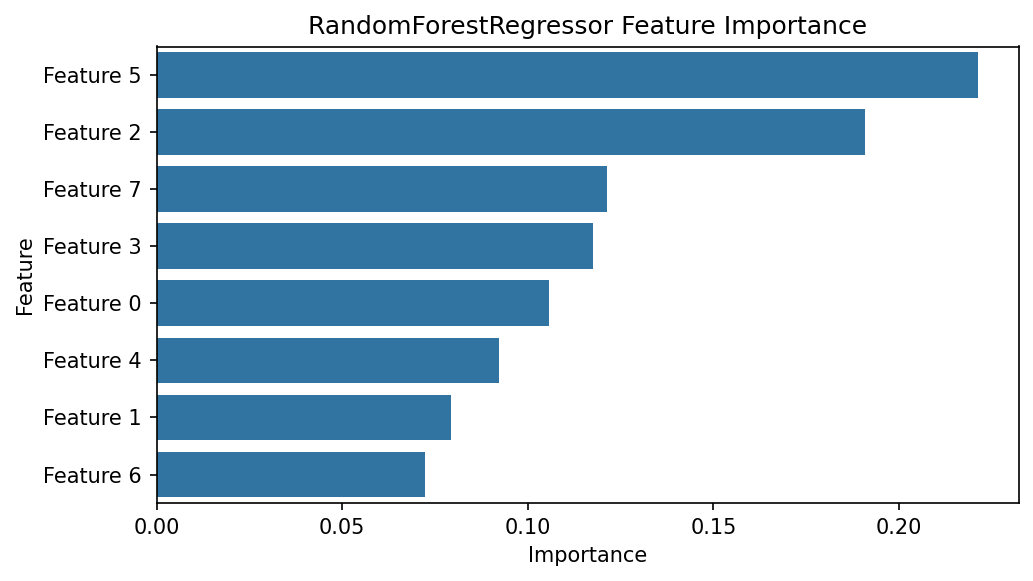 RandomForestRegressor Feature Importance
Feature 5
Feature 2
Feature 7
Feature 3
Feature 0
Feature 4
Feature 1
Feature 6
Feature
0.00 0.05 0.10 0.15 0.20
Importance